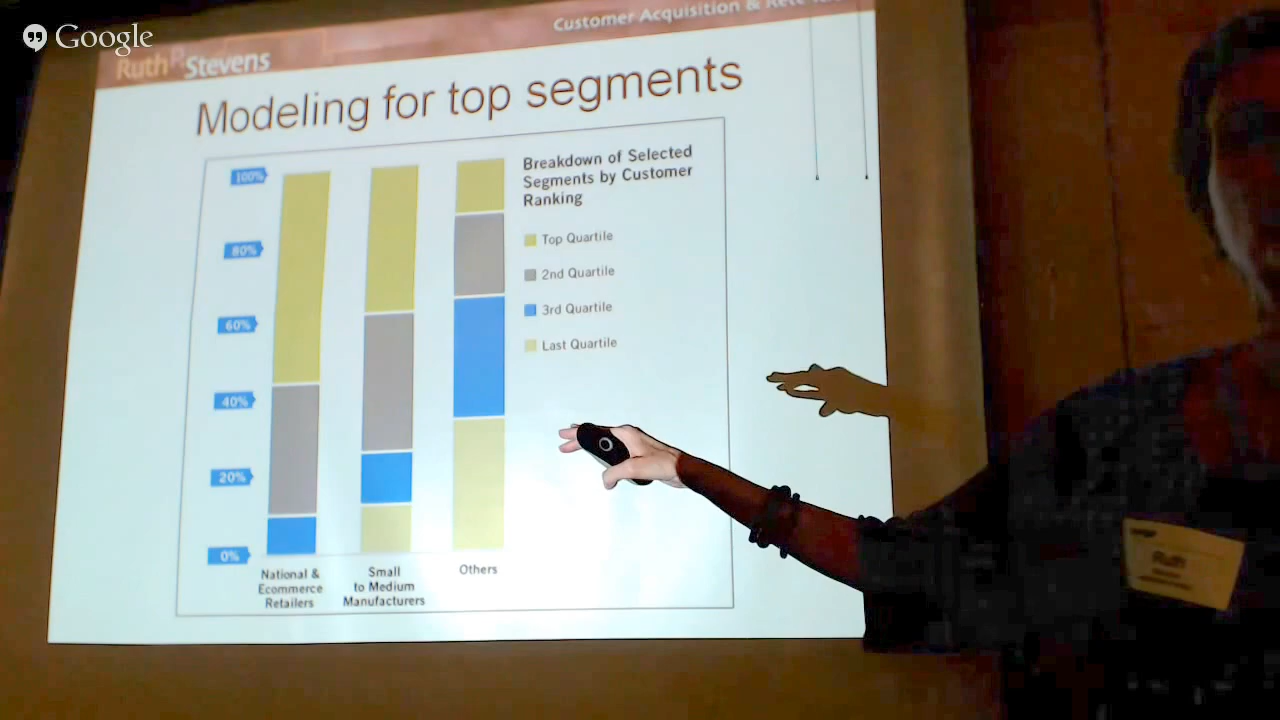 Google
Customer Acquisition &
Ruth P. Stevens
Modeling for top segments
Breakdown of Selected
Segments by Customer
Ranking
Top Quartile
2nd Quartile
3rd Quartile
Last Quartile
100%
80%
60%
40%
20%
0%
National &
Ecommerce
Retailers
Small
to Medium
Manufacturers
Others
Ruth